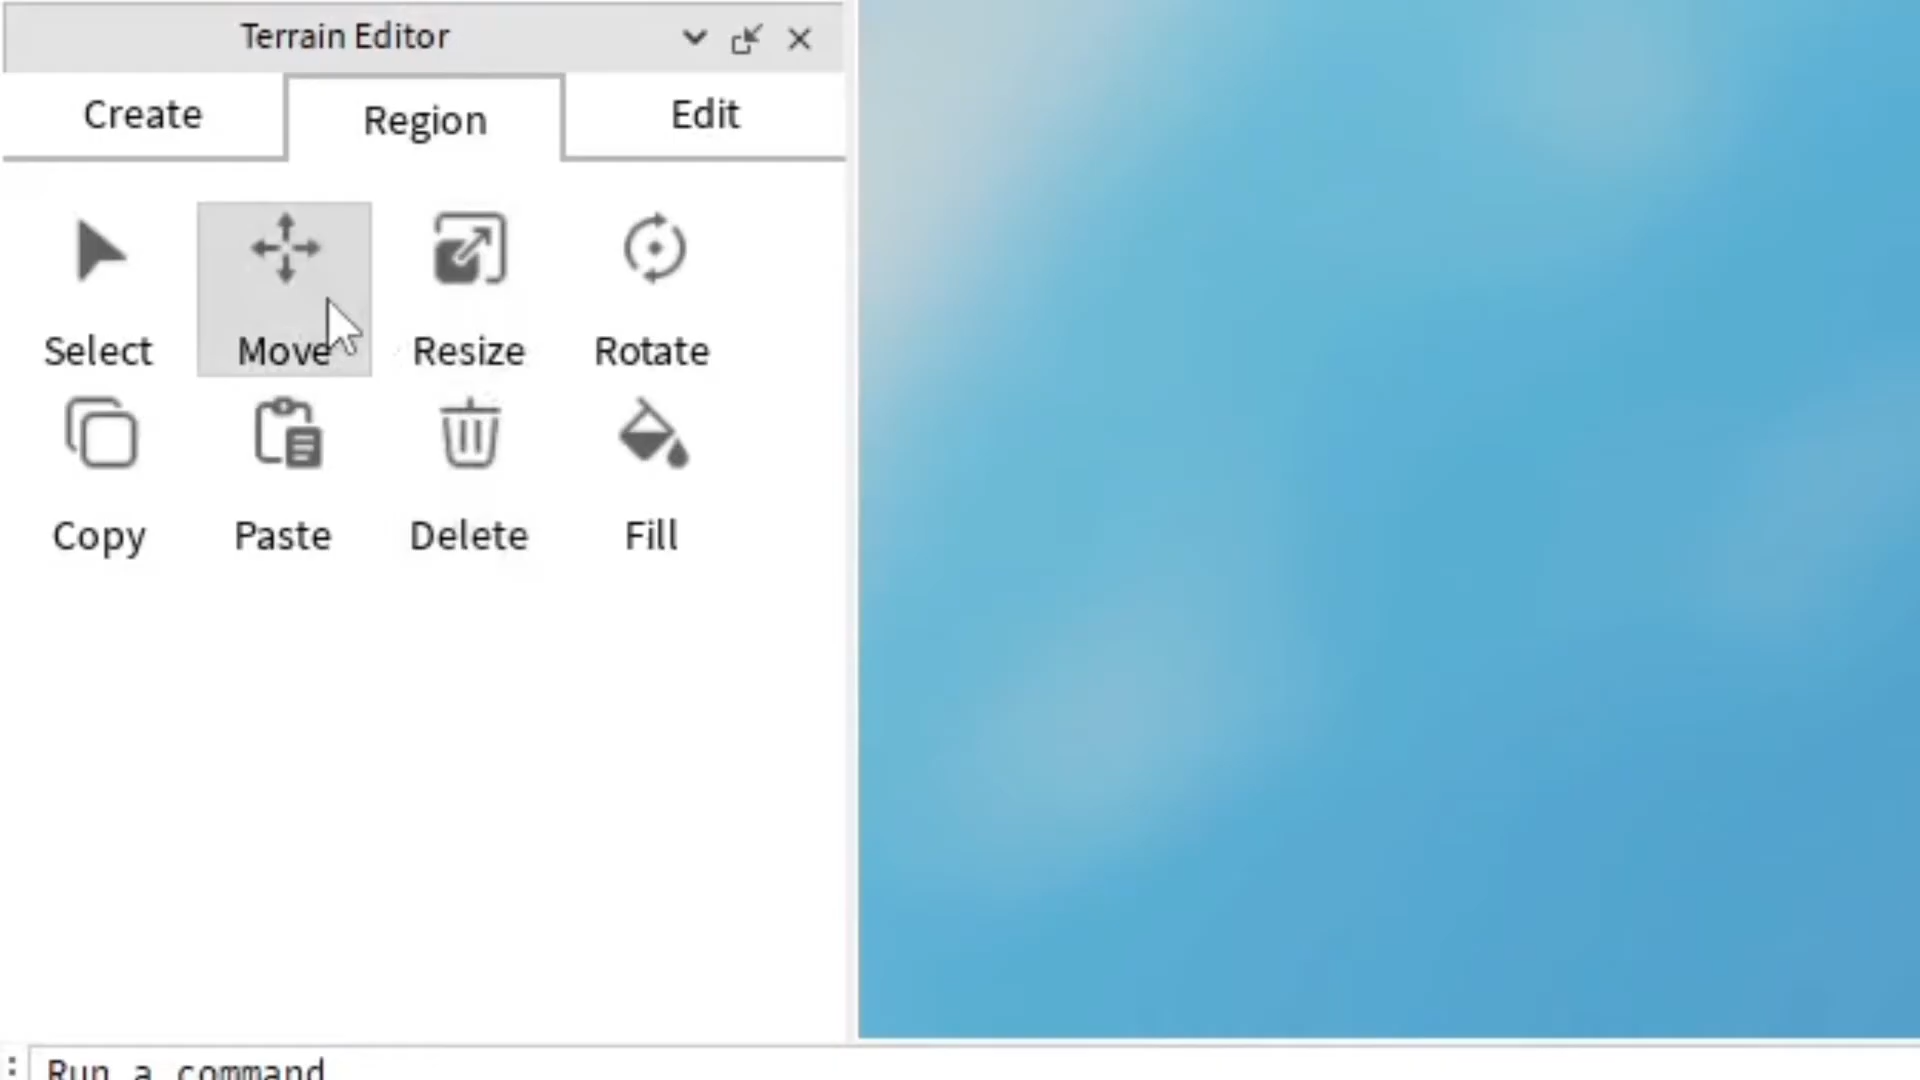 Terrain Editor
Create Region Edit
Select Move Resize Rotate
Copy Paste Delete Fill
Run a command